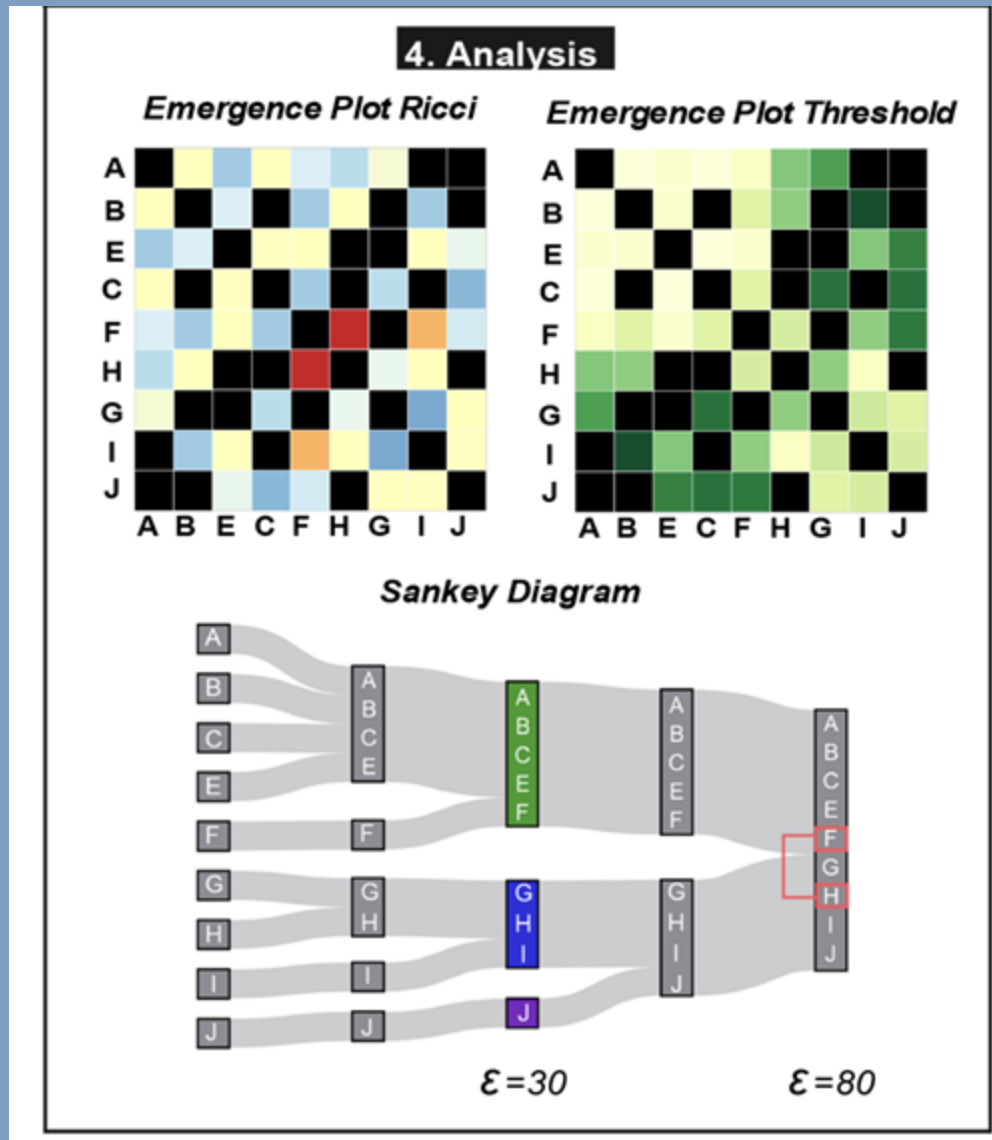 4. Analysis
Emergence Plot Ricci
A
B
E
C
F
H
G
I
J
A B E C F H G I J
Emergence Plot Threshold
A
B
E
C
F
H
G
I
J
A B E C F H G I J
Sankey Diagram
A
B
C
E
F
G
H
I
J
A
B
C
E
F
G
H
I
J
A
B
C
E
F
G
H
I
J
A
B
C
E
F
G
H
I
J
A
B
C
E
F
G
H
I
J
ε=30
ε=80